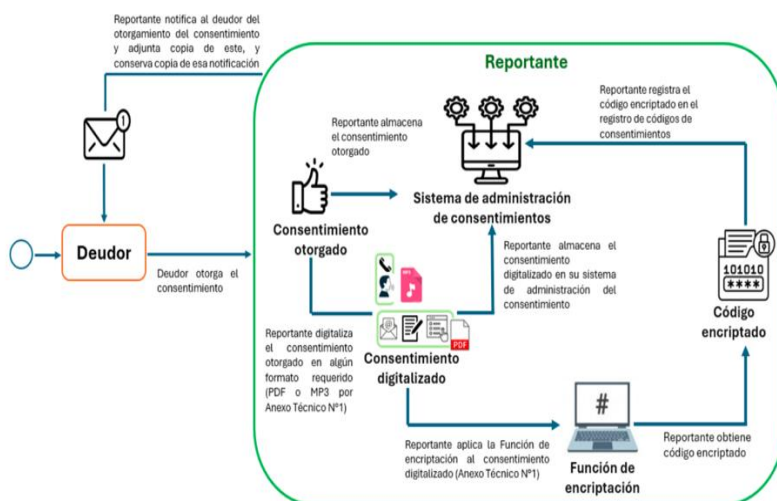 Reportante notifica al deudor del
otorgamiento del consentimiento
y adjunta copia de este, y
conserva copia de esa notificación
1
Deudor
Deudor otorga el
consentimiento
Reportante
Reportante almacena
el consentimiento
otorgado
Reportante registra el
código encriptado en el
registro de códigos de
consentimientos
Sistema de administración
de consentimientos
Consentimiento
otorgado
Reportante almacena el
consentimiento
digitalizado en su sistema
de administración del
consentimiento
101010
****
Código
encriptado
Reportante digitaliza
el consentimiento
otorgado en algún
formato requerido
(PDF o MP3 por
Anexo Técnico N°1)
@
PDF
Consentimiento
digitalizado
Reportante aplica la Función de
encriptación al consentimiento
digitalizado (Anexo Técnico N°1)
#
Función de
encriptación
Reportante obtiene
código encriptado